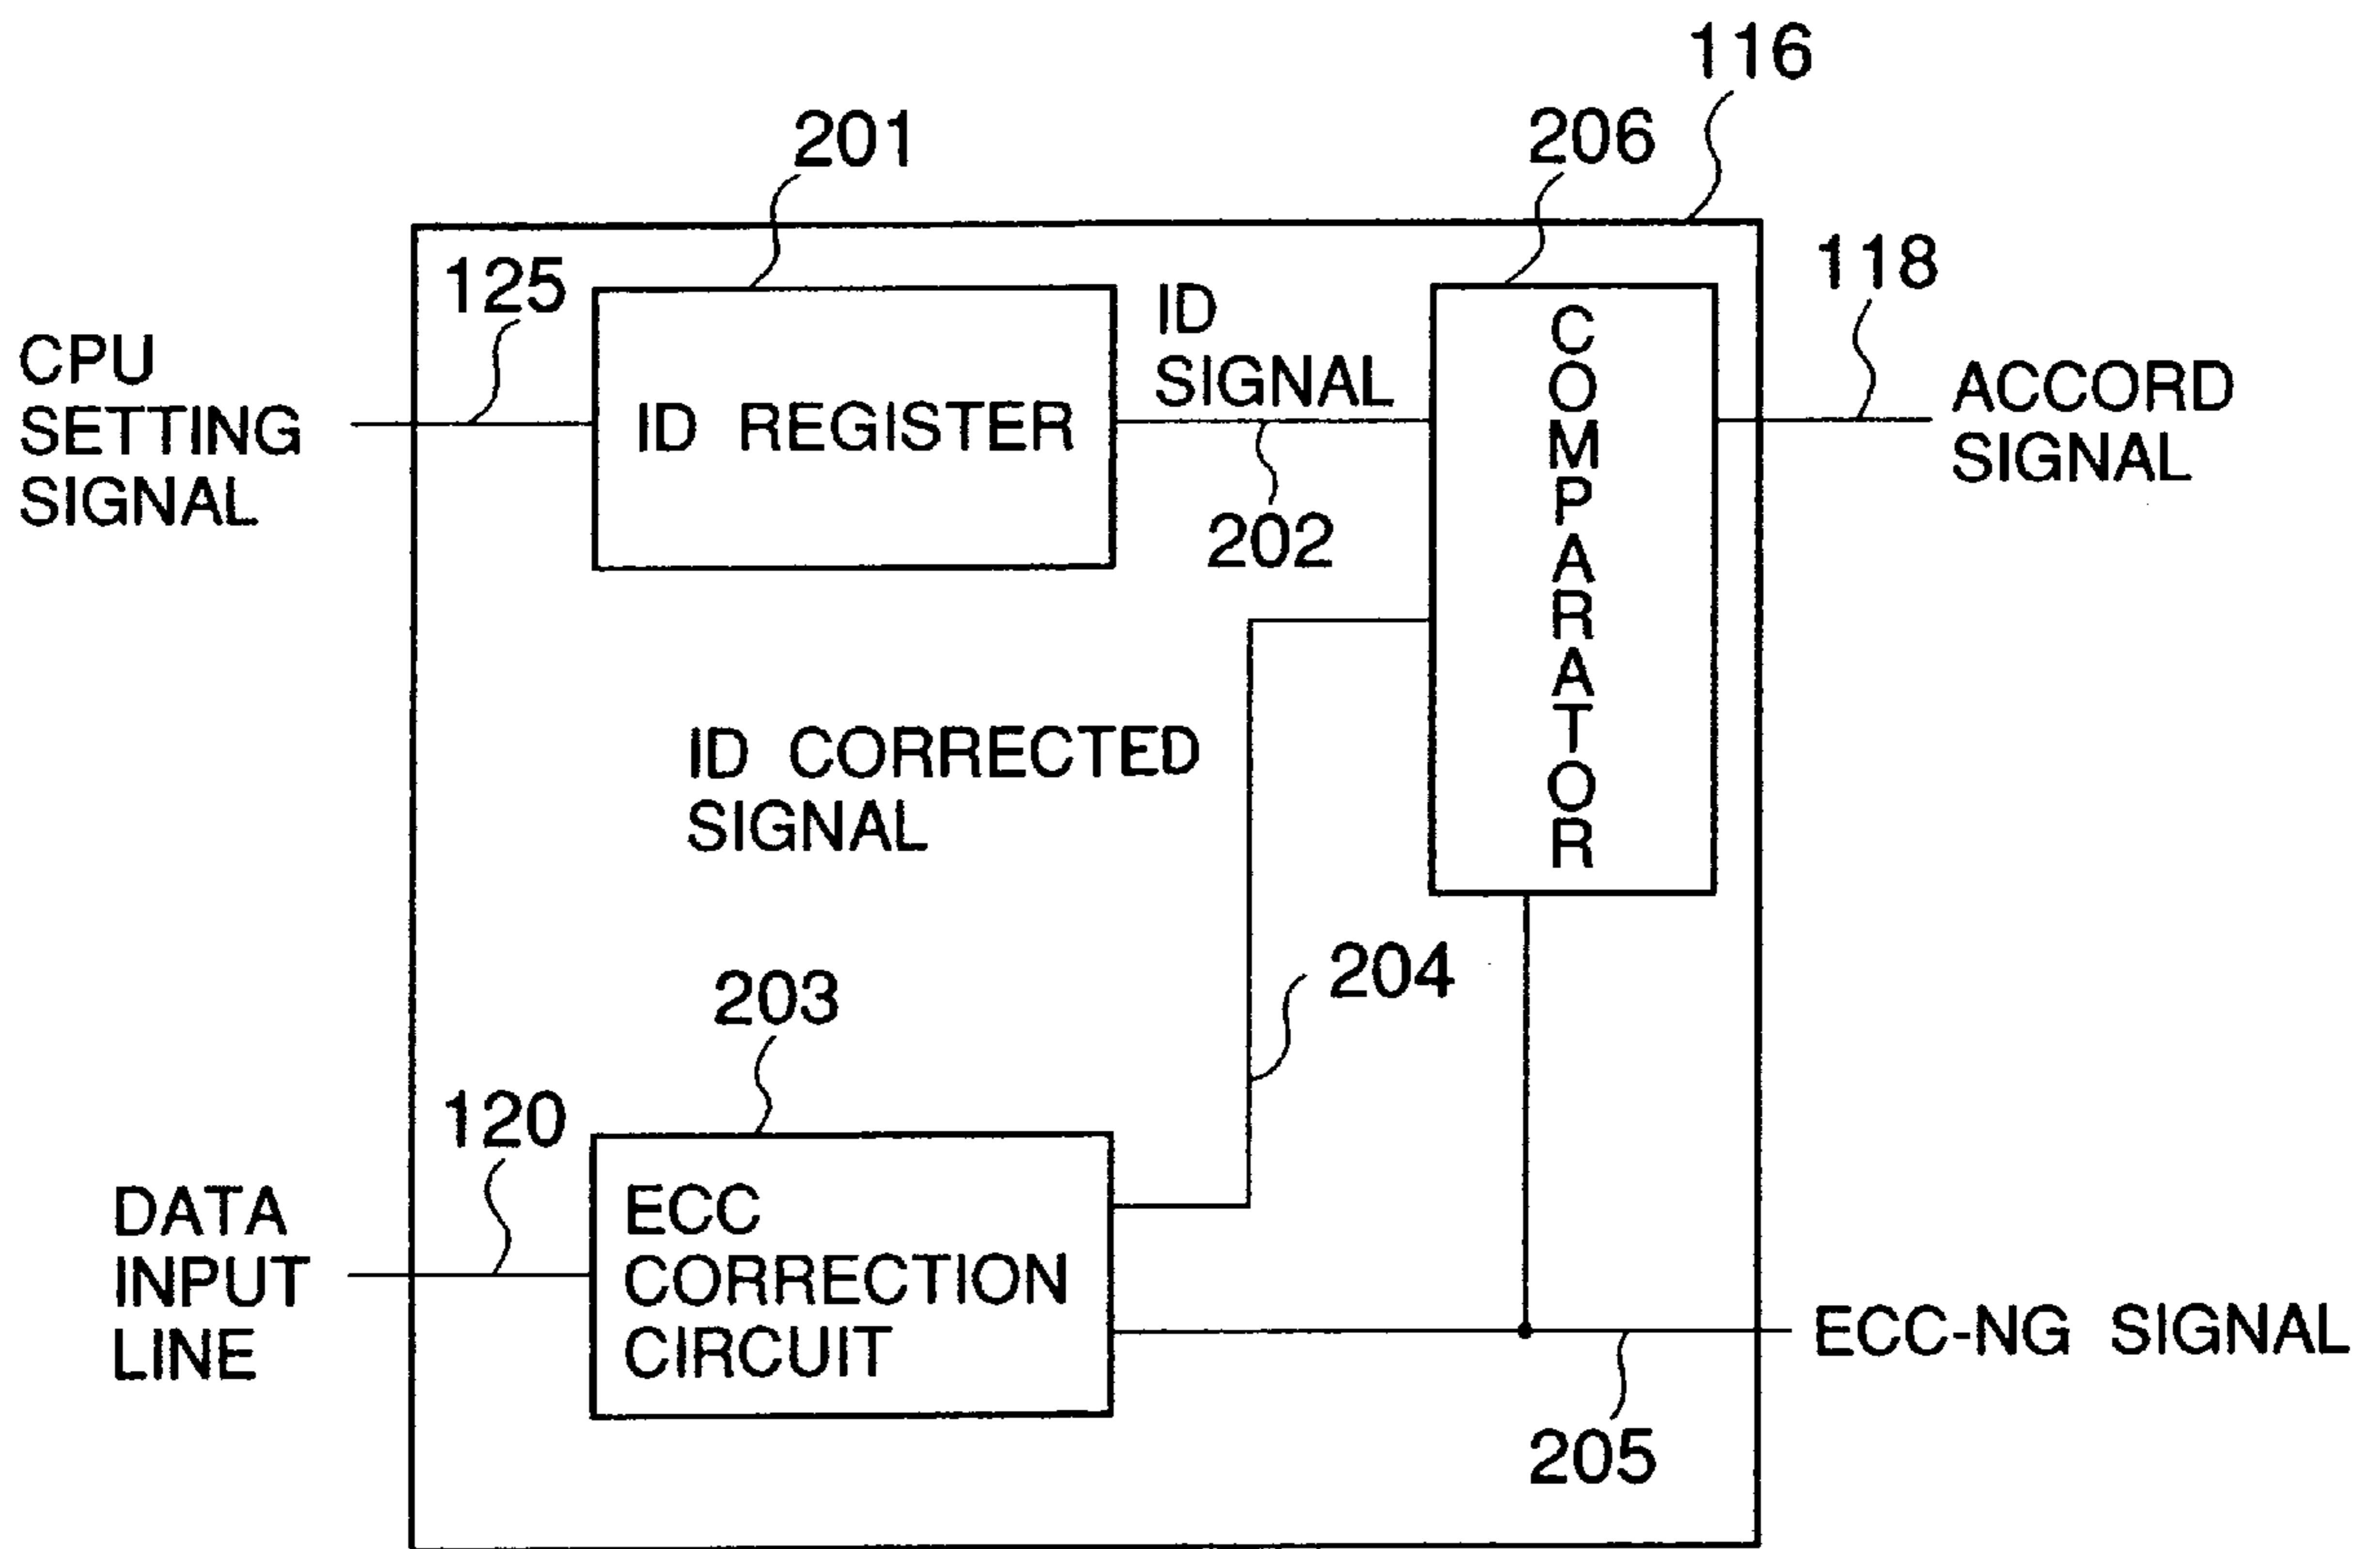 116
201
206
125
118
CPU
SETTING
SIGNAL
ID REGISTER
ID
SIGNAL
202
COMPARATOR
ACCORD
SIGNAL
ID CORRECTED
SIGNAL
204
203
120
DATA
INPUT
LINE
ECC
CORRECTION
CIRCUIT
ECC-NG SIGNAL
205